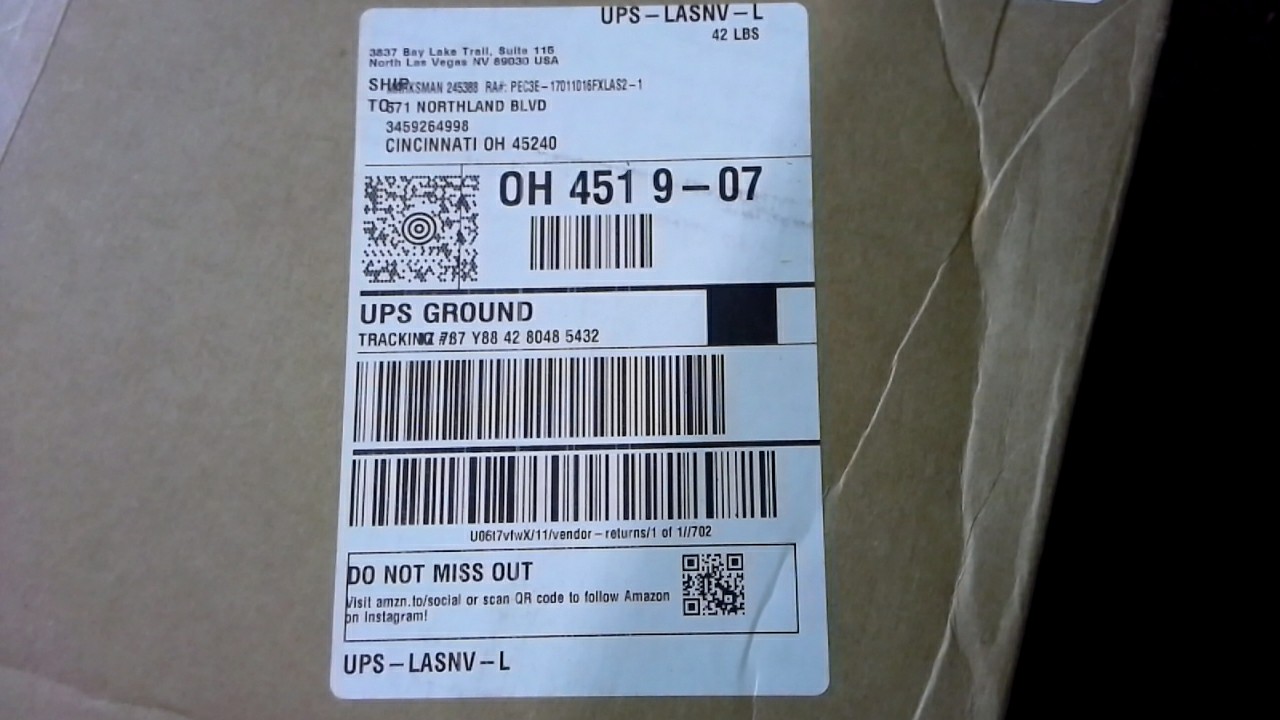 UPS-LASNV-L
42 LBS
3837 Bay Lake Trail, Suite 115
North Las Vegas NV 89030 USA
SHIP
245388 RA#: PEC3E-17011016FXLAS2-1
TO 571 NORTHLAND BLVD
3459264998
CINCINNATI OH 45240
OH 451 9-07
UPS GROUND
TRACKING #: 787 Y88 42 8048 5432
U06t7vfwX/11/vendor-returns/1 of 1//702
DO NOT MISS OUT
Visit amzn.to/social or scan QR code to follow Amazon
on Instagram!
UPS-LASNV-L